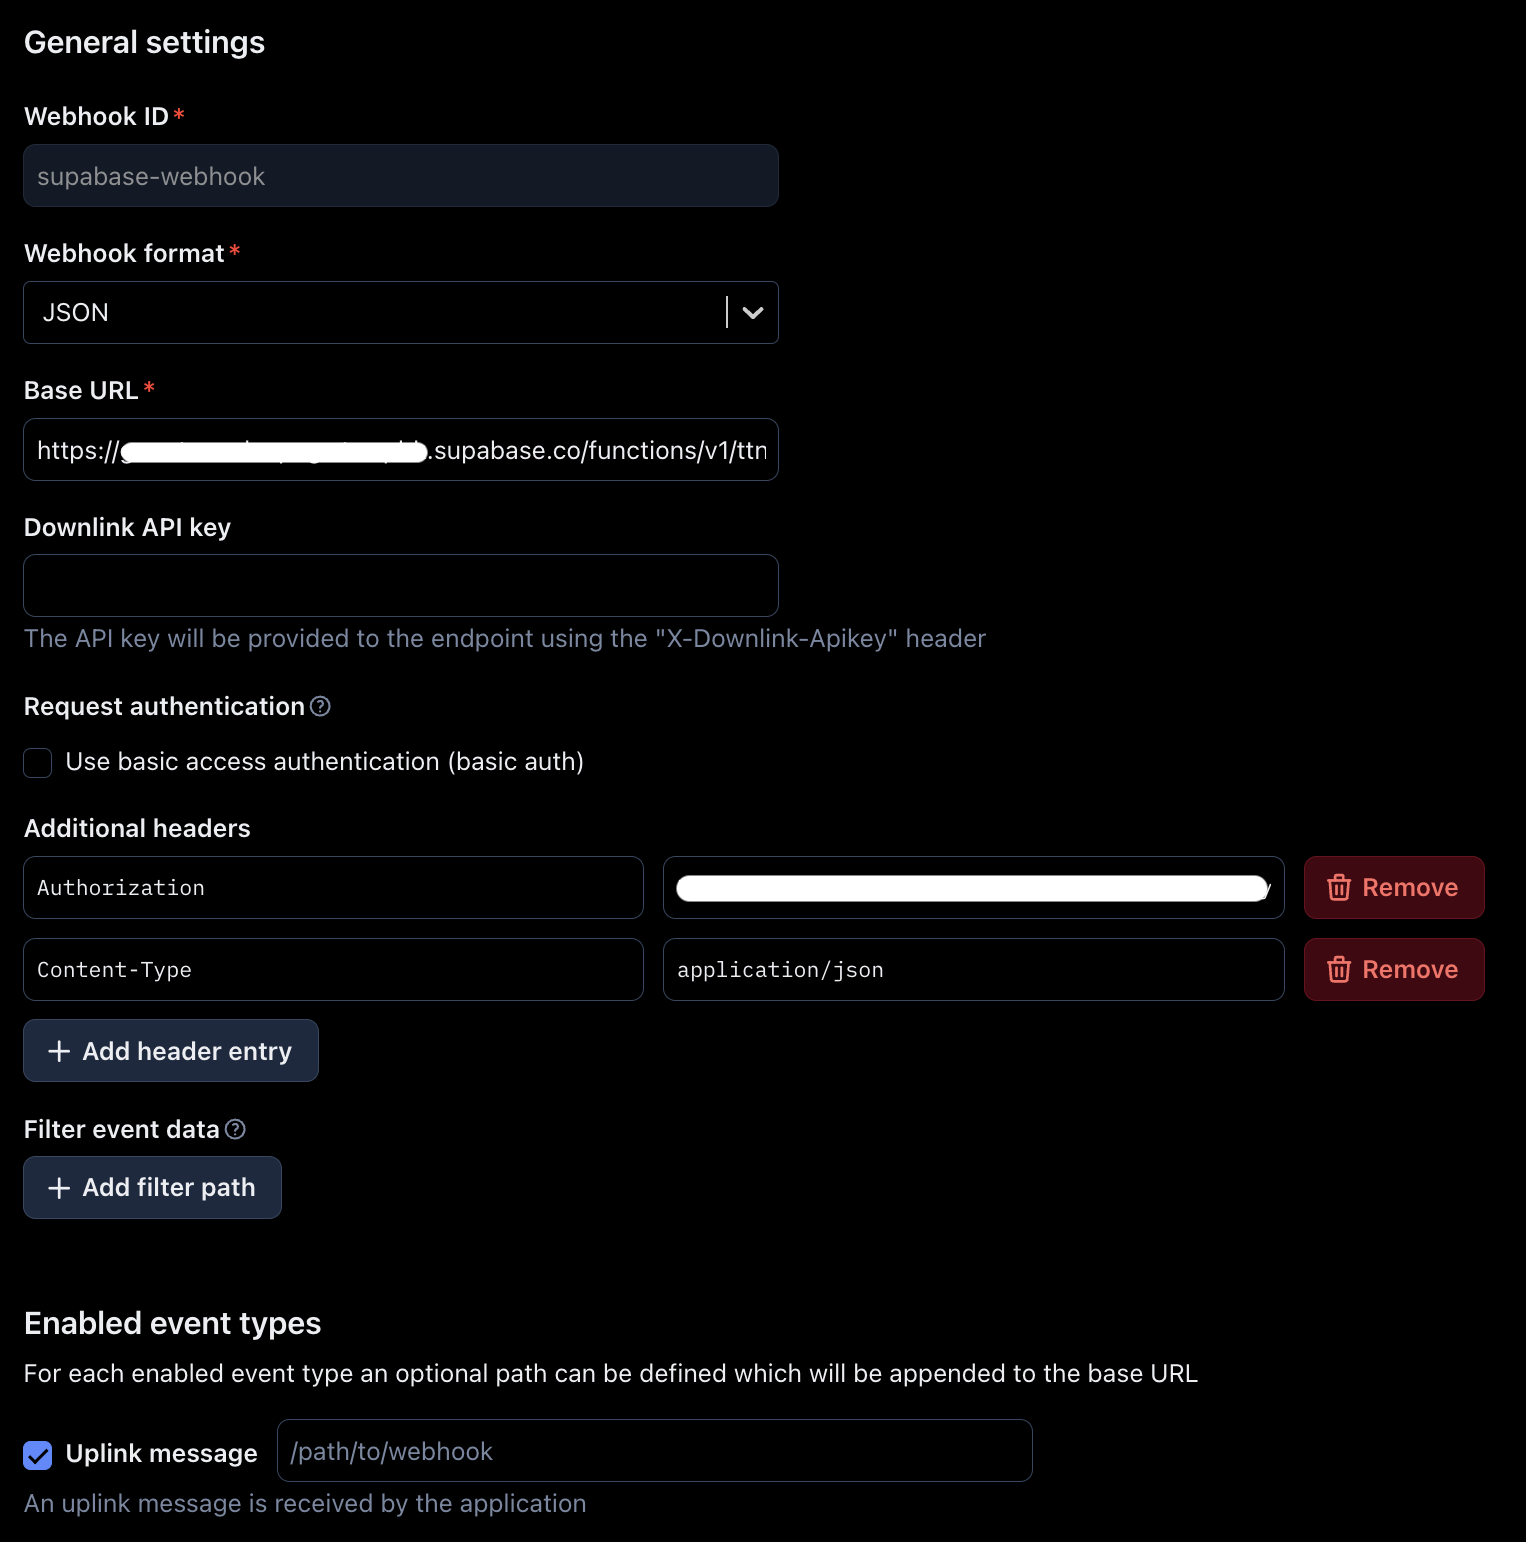 General settings
Webhook ID*
supabase-webhook
Webhook format*
JSON
Base URL*
https:// .supabase.co/functions/v1/ttn
Downlink API key
The API key will be provided to the endpoint using the "X-Downlink-Apikey" header
Request authentication
Use basic access authentication (basic auth)
Additional headers
Authorization
Remove
Content-Type application/json Remove
+ Add header entry
Filter event data
+ Add filter path
Enabled event types
For each enabled event type an optional path can be defined which will be appended to the base URL
Uplink message /path/to/webhook
An uplink message is received by the application